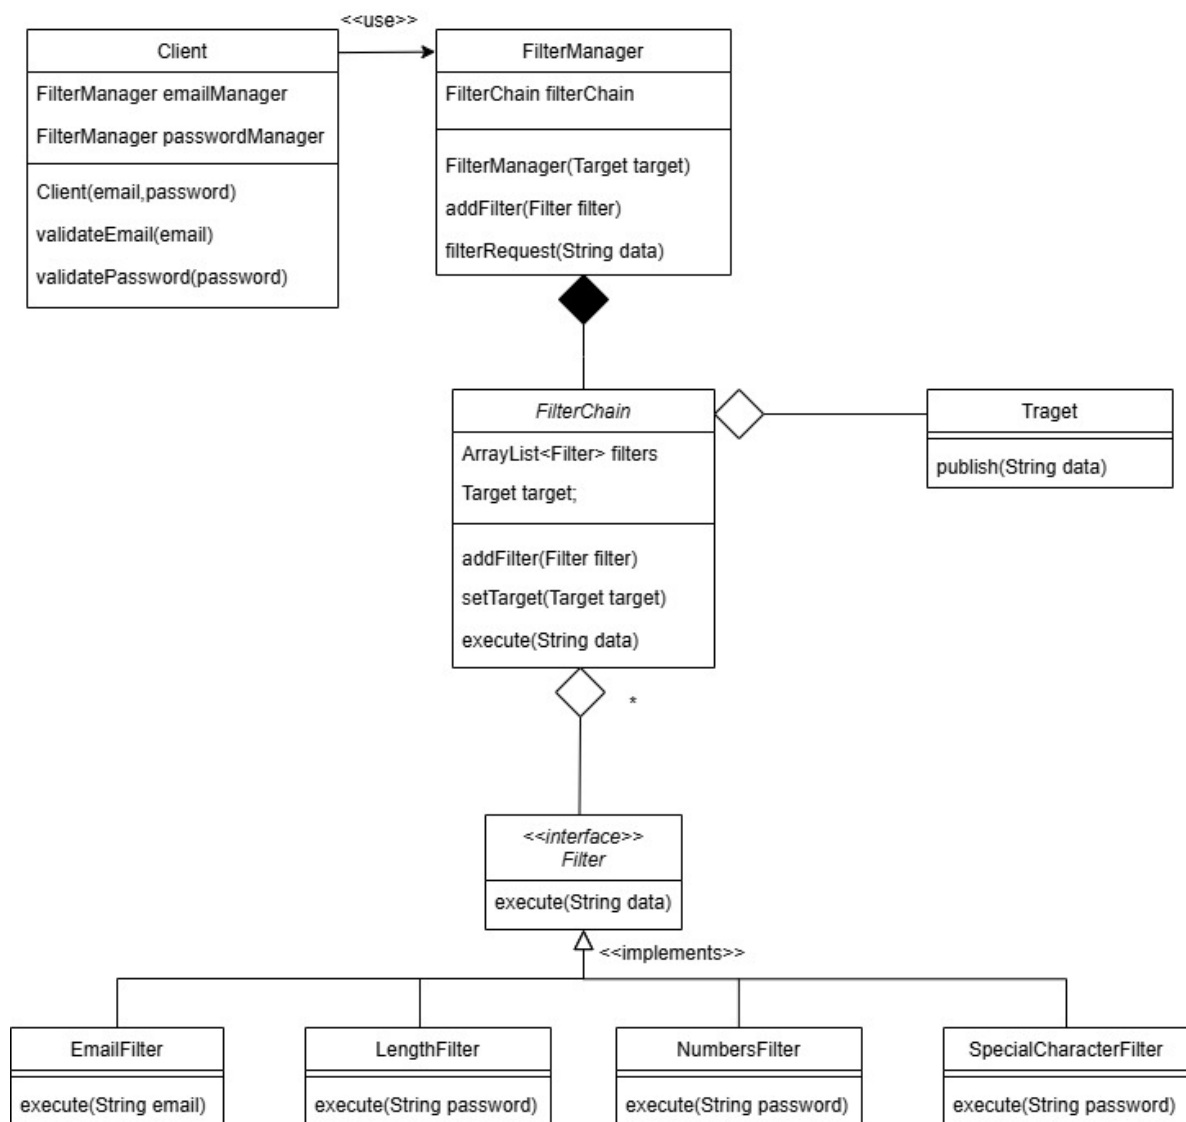 <<use>>
Client
FilterManager emailManager
FilterManager passwordManager
Client(email,password)
validateEmail(email)
validatePassword(password)
FilterManager
FilterChain filterChain
FilterManager(Target target)
addFilter(Filter filter)
filterRequest(String data)
FilterChain
ArrayList<Filter> filters
Target target;
addFilter(Filter filter)
setTarget(Target target)
execute(String data)
Traget
publish(String data)
*
<<interface>>
Filter
execute(String data)
<<implements>>
EmailFilter
execute(String email)
LengthFilter
execute(String password)
NumbersFilter
execute(String password)
SpecialCharacterFilter
execute(String password)